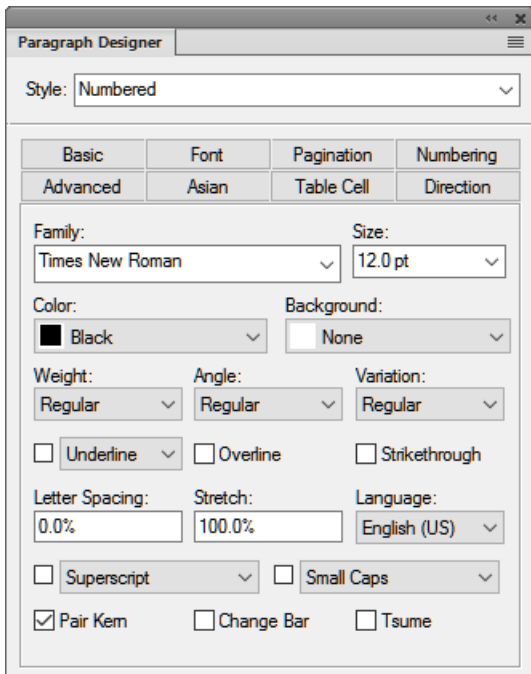 Paragraph Designer
Style: Numbered
Basic Font Pagination Numbering
Advanced Asian Table Cell Direction
Family: Size:
Times New Roman 12.0 pt
Color: Background:
Black None
Weight: Angle: Variation:
Regular Regular Regular
Underline Overline Strikethrough
Letter Spacing: Stretch: Language:
0.0% 100.0% English (US)
Superscript Small Caps
Pair Kern Change Bar Tsume